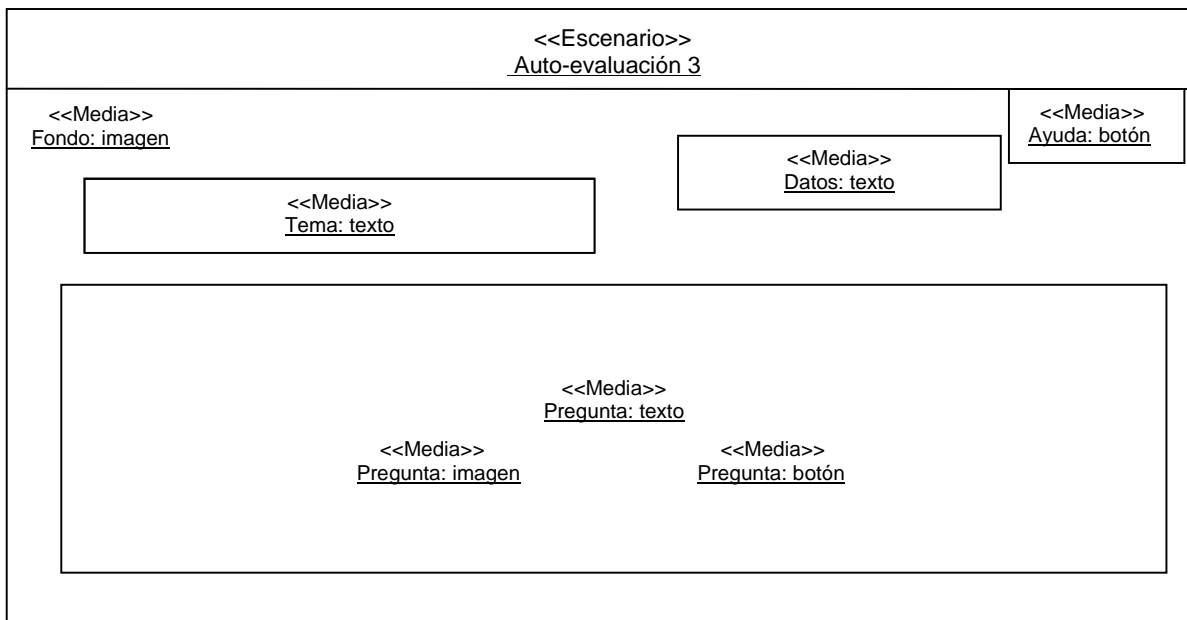 <<Escenario>>
Auto-evaluación 3
<<Media>>
Fondo: imagen
<<Media>>
Ayuda: botón
<<Media>>
Datos: texto
<<Media>>
Tema: texto
<<Media>>
Pregunta: texto
<<Media>>
Pregunta: imagen
<<Media>>
Pregunta: botón